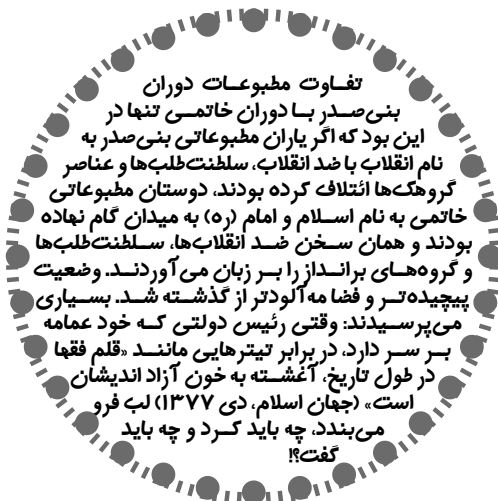 تفاوت مطبوعات دوران
بنی‌صدر با دوران خاتمی تنها در
این بود که اگر یاران مطبوعاتی بنی‌صدر به
نام انقلاب با ضد انقلاب، سلطنت‌طلب‌ها و عناصر
گروهک‌ها ائتلاف کرده بودند، دوستان مطبوعاتی
خاتمی به نام اسلام و امام (ره) به میدان گام نهاده
بودند و همان سخن ضد انقلاب‌ها، سلطنت‌طلب‌ها
و گروه‌های برانداز را بر زبان می‌آوردند. وضعیت
پیچیده‌تر و فضا مه‌آلودتر از گذشته شد. بسیاری
می‌پرسیدند: وقتی رئیس دولتی که خود عمامه
بر سر دارد، در برابر تیترهایی مانند «قلم فقها
در طول تاریخ، آغشته به خون آزاد اندیشان
است» (جهان اسلام، دی ۱۳۷۷) لب فرو
می‌بندد، چه باید کرد و چه باید
گفت؟!